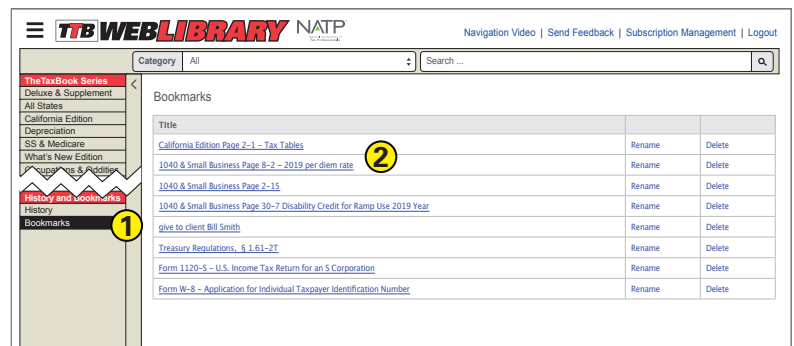 TTB WEBLIBRARY NATP
Navigation Video | Send Feedback | Subscription Management | Logout
Category All Search ...
TheTaxBook Series
Deluxe & Supplement
All States
California Edition
Depreciation
SS & Medicare
What's New Edition
Occupations & Oddities
History and Bookmarks
History
Bookmarks
1
Bookmarks
Title
California Edition Page 2-1 – Tax Tables Rename Delete
2
1040 & Small Business Page 8-2 – 2019 per diem rate Rename Delete
1040 & Small Business Page 2-15 Rename Delete
1040 & Small Business Page 30-7 Disability Credit for Ramp Use 2019 Year Rename Delete
give to client Bill Smith Rename Delete
Treasury Regulations, § 1.61-2T Rename Delete
Form 1120-S – U.S. Income Tax Return for an S Corporation Rename Delete
Form W-8 – Application for Individual Taxpayer Identification Number Rename Delete